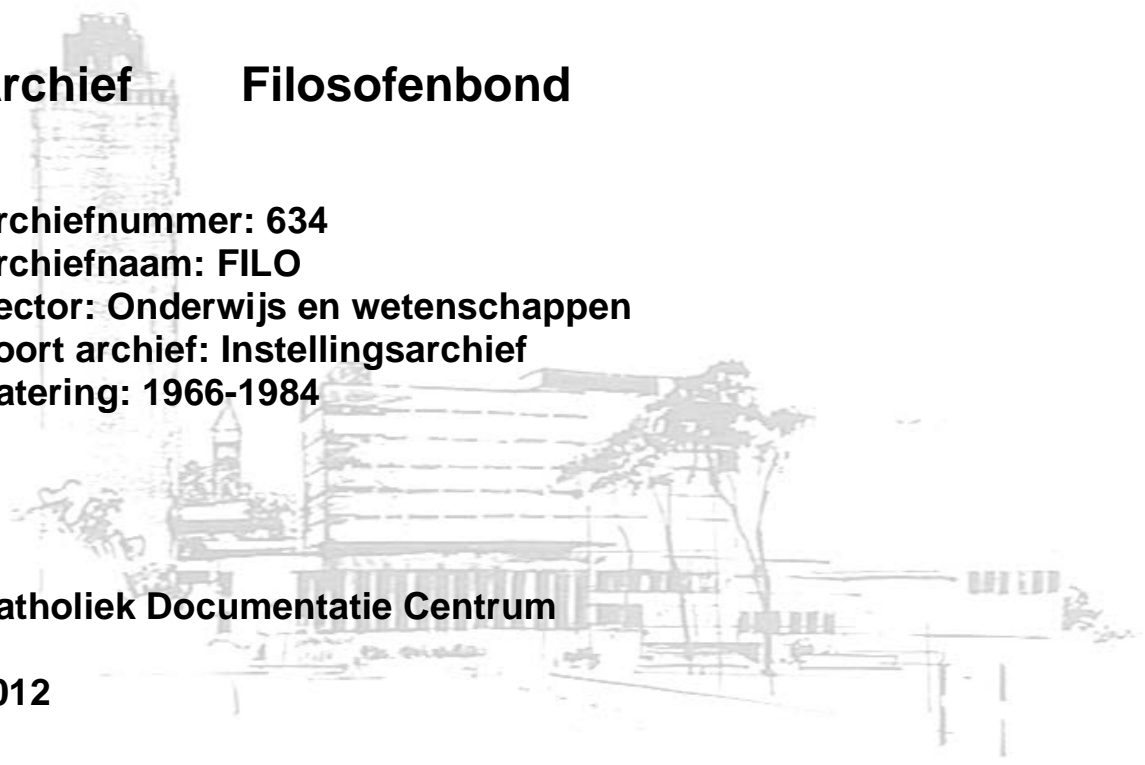 rchief Filosofenbond
rchiefnummer: 634
rchiefnaam: FILO
ector: Onderwijs en wetenschappen
oort archief: Instellingsarchief
atering: 1966-1984
atholiek Documentatie Centrum
012